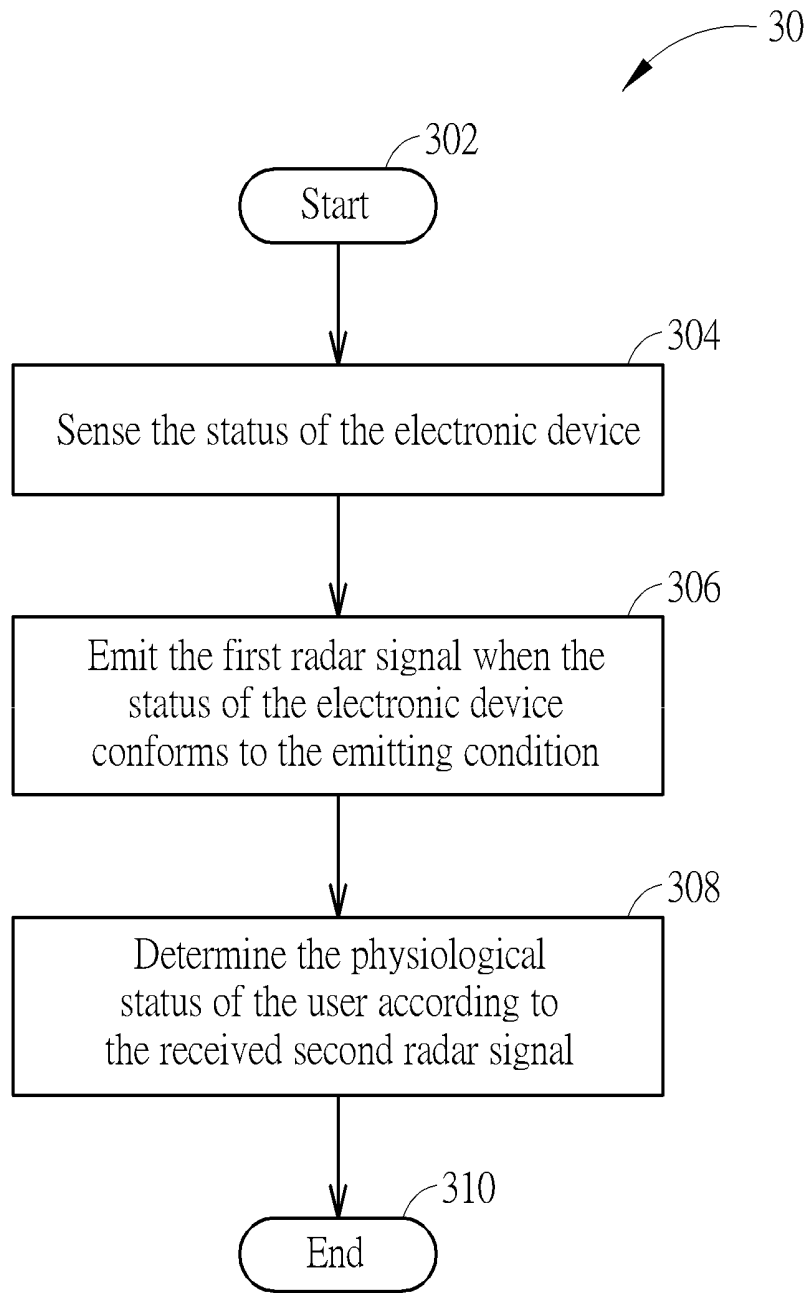 30
302
Start
304
Sense the status of the electronic device
306
Emit the first radar signal when the
status of the electronic device
conforms to the emitting condition
308
Determine the physiological
status of the user according to
the received second radar signal
310
End